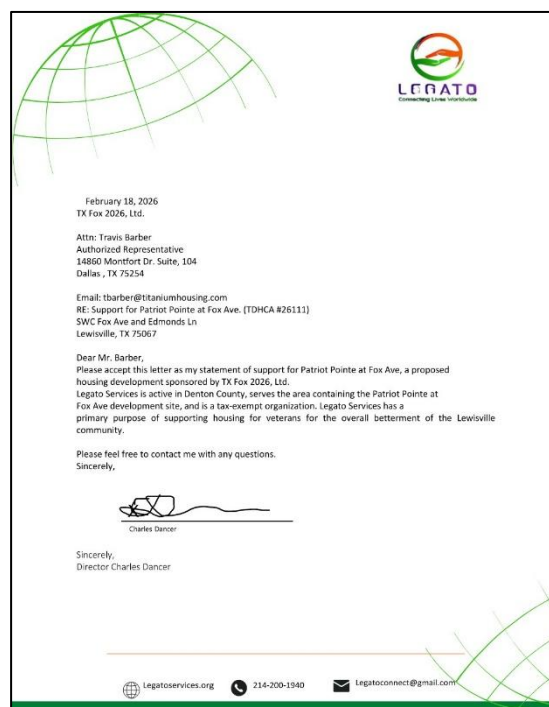 LEGATO
Connecting Lives Worldwide
February 18, 2026
TX Fox 2026, Ltd.
Attn: Travis Barber
Authorized Representative
14860 Montfort Dr. Suite, 104
Dallas , TX 75254
Email: tbarber@titaniumhousing.com
RE: Support for Patriot Pointe at Fox Ave. (TDHCA #26111)
SWC Fox Ave and Edmonds Ln
Lewisville, TX 75067
Dear Mr. Barber,
Please accept this letter as my statement of support for Patriot Pointe at Fox Ave, a proposed
housing development sponsored by TX Fox 2026, Ltd.
Legato Services is active in Denton County, serves the area containing the Patriot Pointe at
Fox Ave development site, and is a tax-exempt organization. Legato Services has a
primary purpose of supporting housing for veterans for the overall betterment of the Lewisville
community.
Please feel free to contact me with any questions.
Sincerely,
Charles Dancer
Sincerely,
Director Charles Dancer
Legatoservices.org 214-200-1940 Legatoconnect@gmail.com